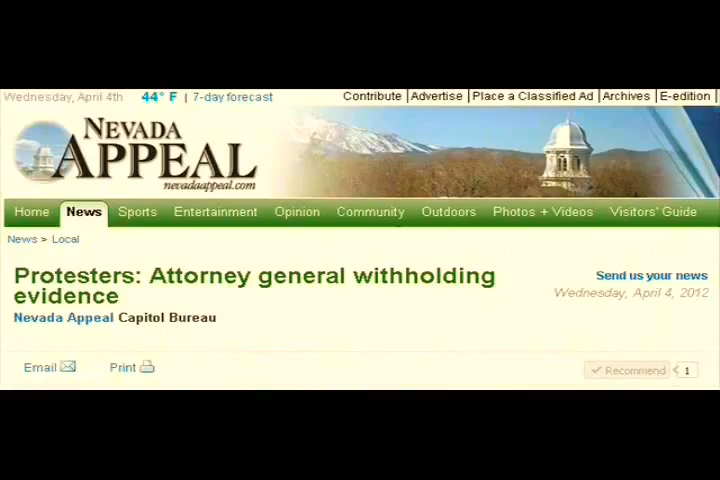 Wednesday, April 4th 44° F | 7-day forecast Contribute | Advertise | Place a Classified Ad | Archives | E-edition |
NEVADA
APPEAL
nevadaappeal.com
Home News Sports Entertainment Opinion Community Outdoors Photos + Videos Visitors' Guide
News > Local
Protesters: Attorney general withholding
evidence
Send us your news
Wednesday, April 4, 2012
Nevada Appeal Capitol Bureau
Email Print Recommend 1